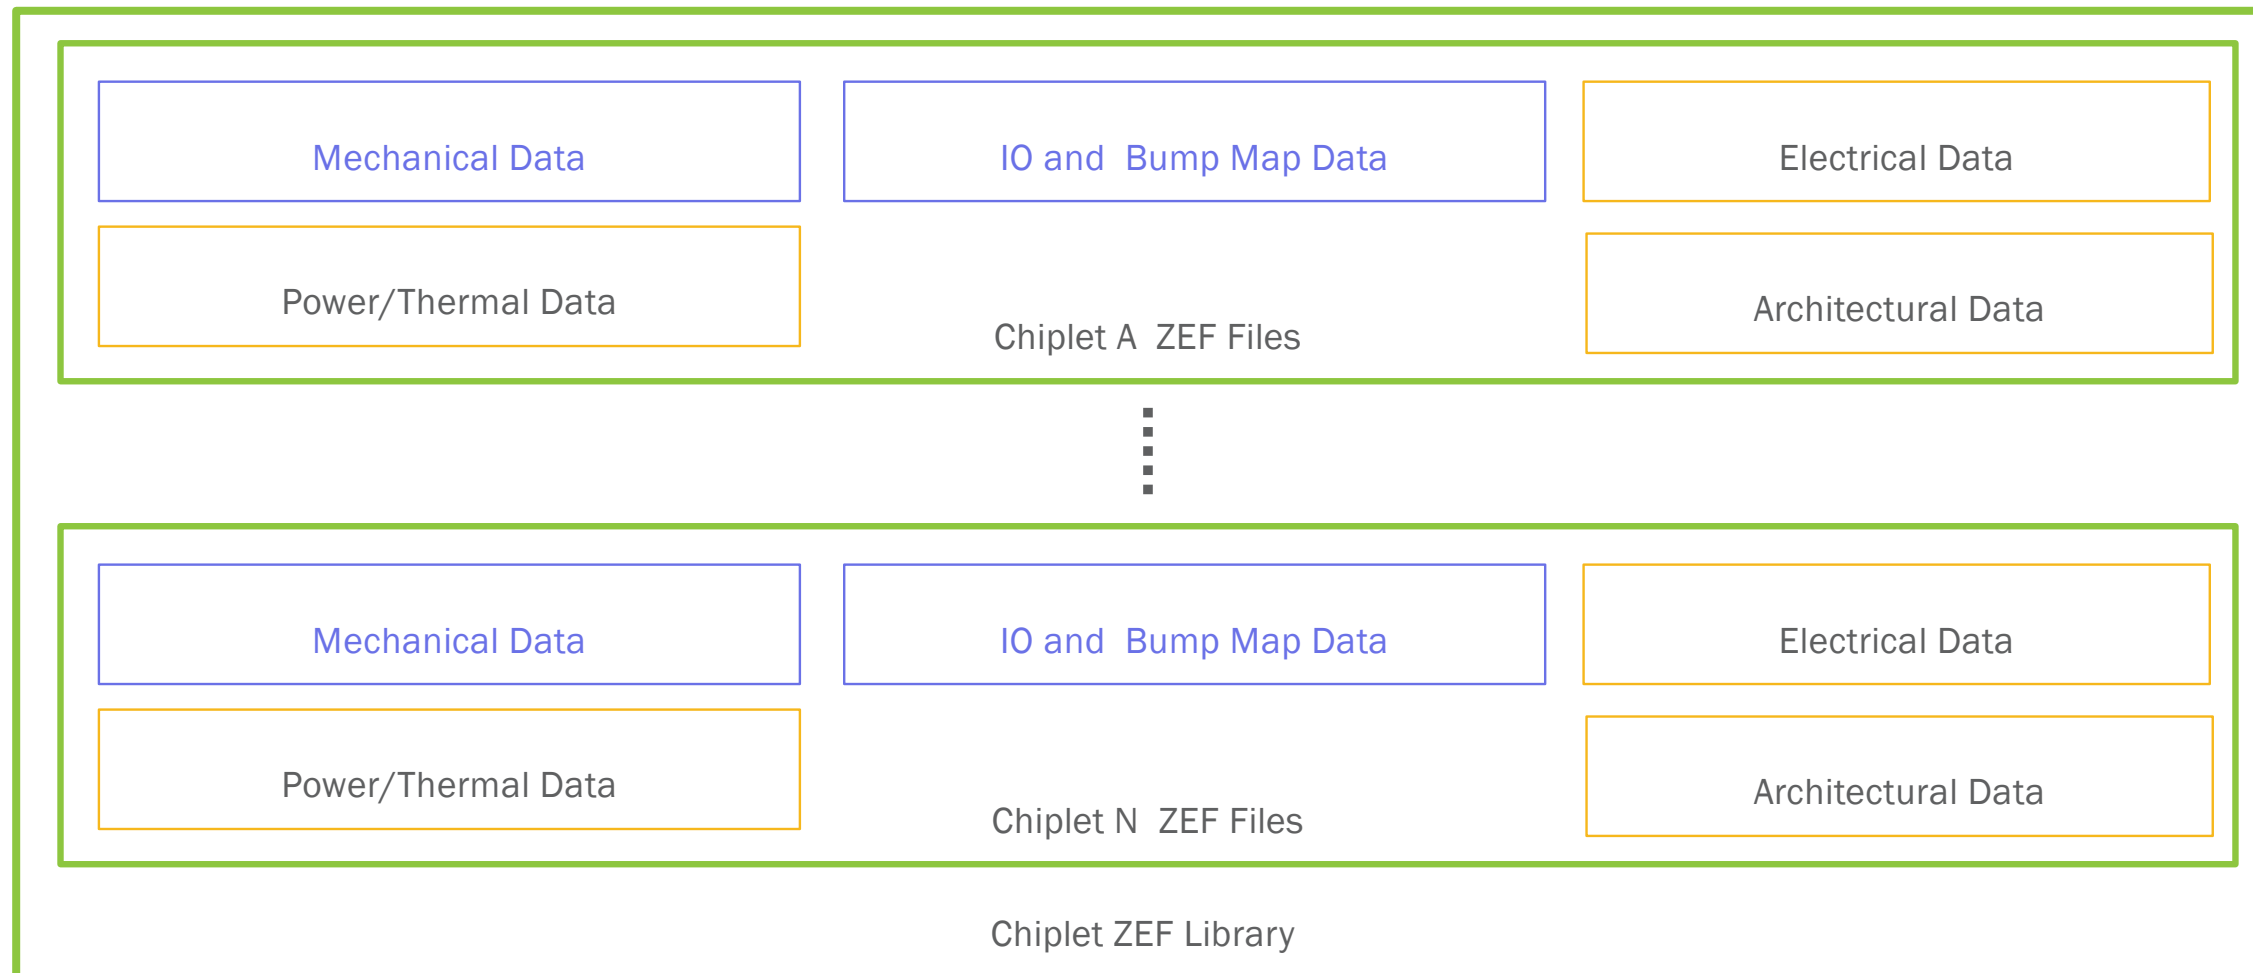 Mechanical Data
IO and  Bump Map Data
Electrical Data
Power/Thermal Data
Architectural Data
Chiplet A  ZEF Files
Mechanical Data
IO and  Bump Map Data
Electrical Data
Power/Thermal Data
Architectural Data
Chiplet N  ZEF Files
Chiplet ZEF Library